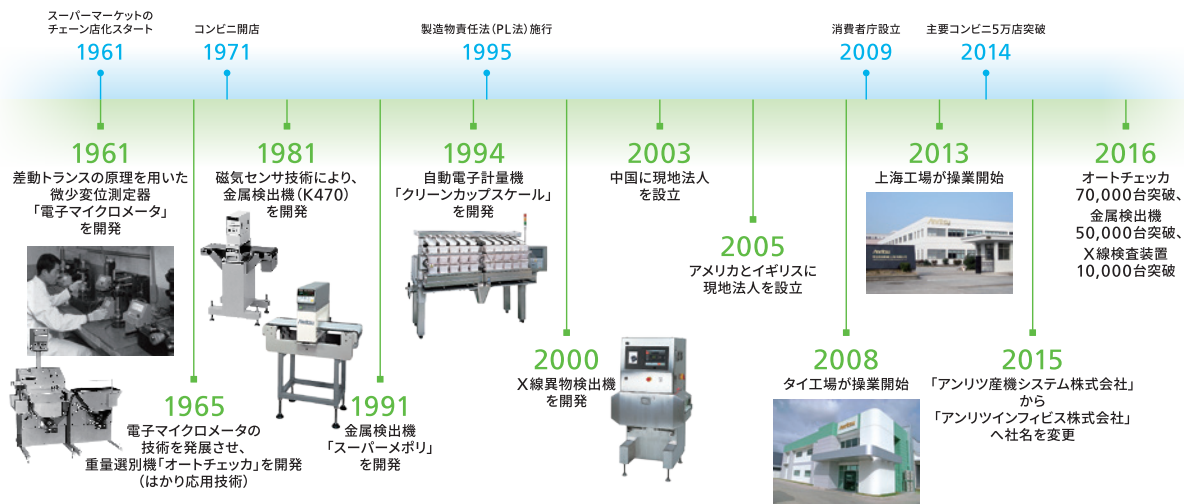 スーパーマーケットの
チェーン店化スタート
1961
コンビニ開店
1971
製造物責任法（PL法）施行
1995
消費者庁設立
2009
主要コンビニ5万店突破
2014
1961
差動トランスの原理を用いた
微少変位測定器
「電子マイクロメータ」
を開発
1965
電子マイクロメータの
技術を発展させ、
重量選別機「オートチェッカ」を開発
（はかり応用技術）
1981
磁気センサ技術により、
金属検出機（K470）
を開発
1991
金属検出機
「スーパーメポリ」
を開発
1994
自動電子計量機
「クリーンカップスケール」
を開発
2000
X線異物検出機
を開発
2003
中国に現地法人
を設立
2005
アメリカとイギリスに
現地法人を設立
2008
タイ工場が操業開始
Anritsu
2013
上海工場が操業開始
Anritsu
2015
「アンリツ産機システム株式会社」
から
「アンリツインフィビス株式会社」
へ社名を変更
2016
オートチェッカ
70,000台突破、
金属検出機
50,000台突破、
X線検査装置
10,000台突破